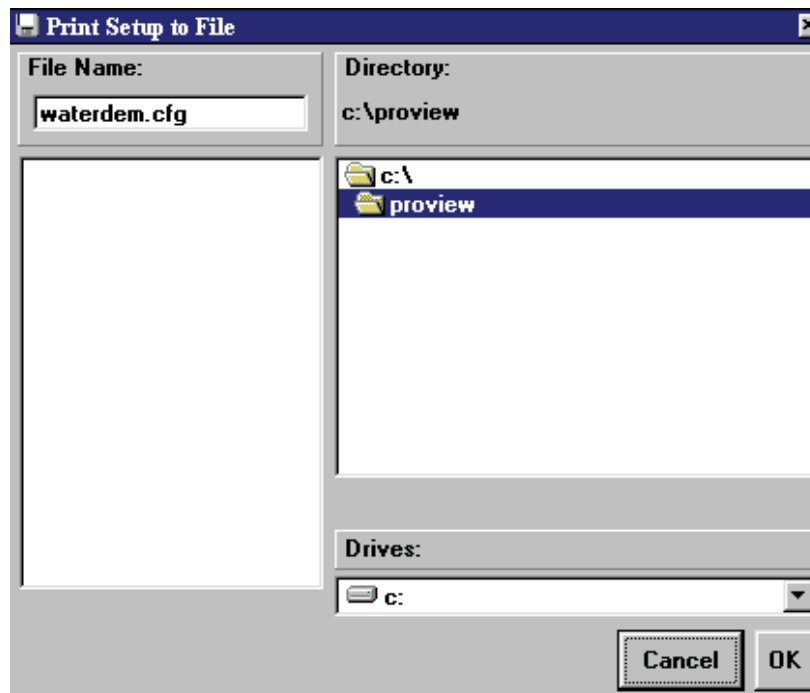 Print Setup to File
File Name:
waterdem.cfg
Directory:
c:\proview
c:\
proview
Drives:
c:
Cancel
OK